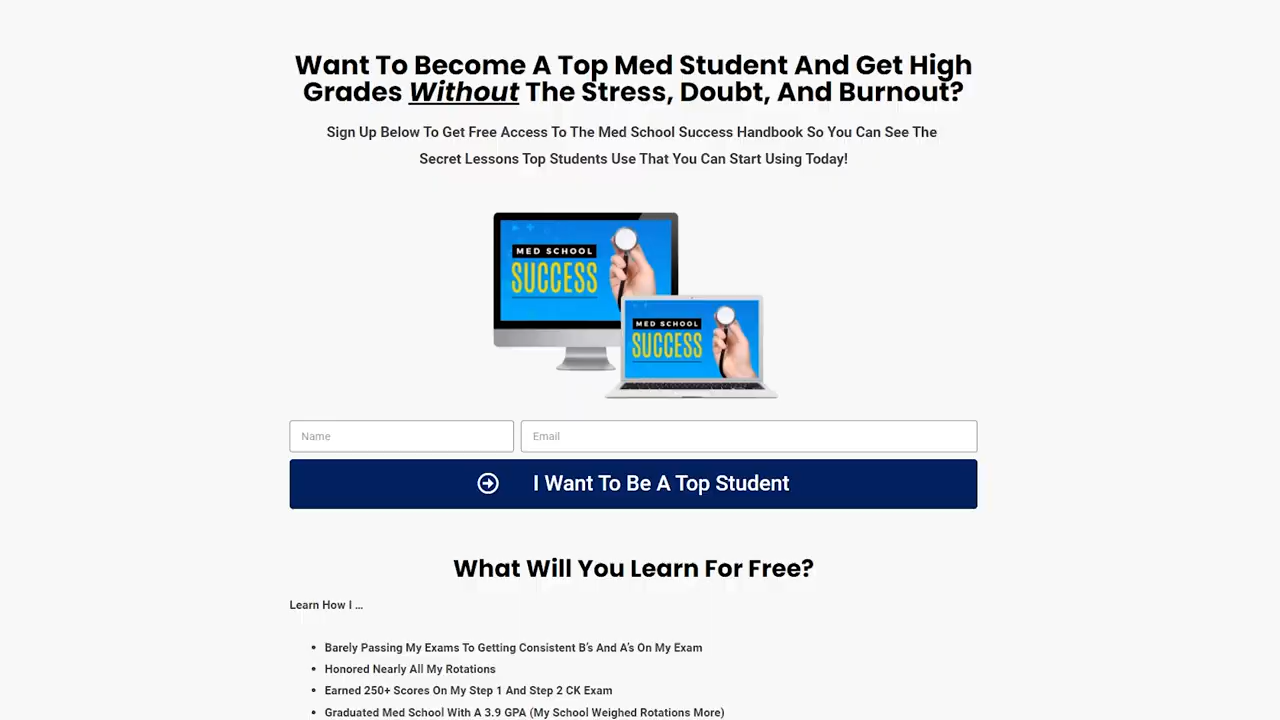 Want To Become A Top Med Student And Get High
Grades Without The Stress, Doubt, And Burnout?
Sign Up Below To Get Free Access To The Med School Success Handbook So You Can See The
Secret Lessons Top Students Use That You Can Start Using Today!
MED SCHOOL
SUCCESS
MED SCHOOL
SUCCESS
Name
Email
I Want To Be A Top Student
What Will You Learn For Free?
Learn How I ...
• Barely Passing My Exams To Getting Consistent B's And A's On My Exam
• Honored Nearly All My Rotations
• Earned 250+ Scores On My Step 1 And Step 2 CK Exam
• Graduated Med School With A 3.9 GPA (My School Weighed Rotations More)